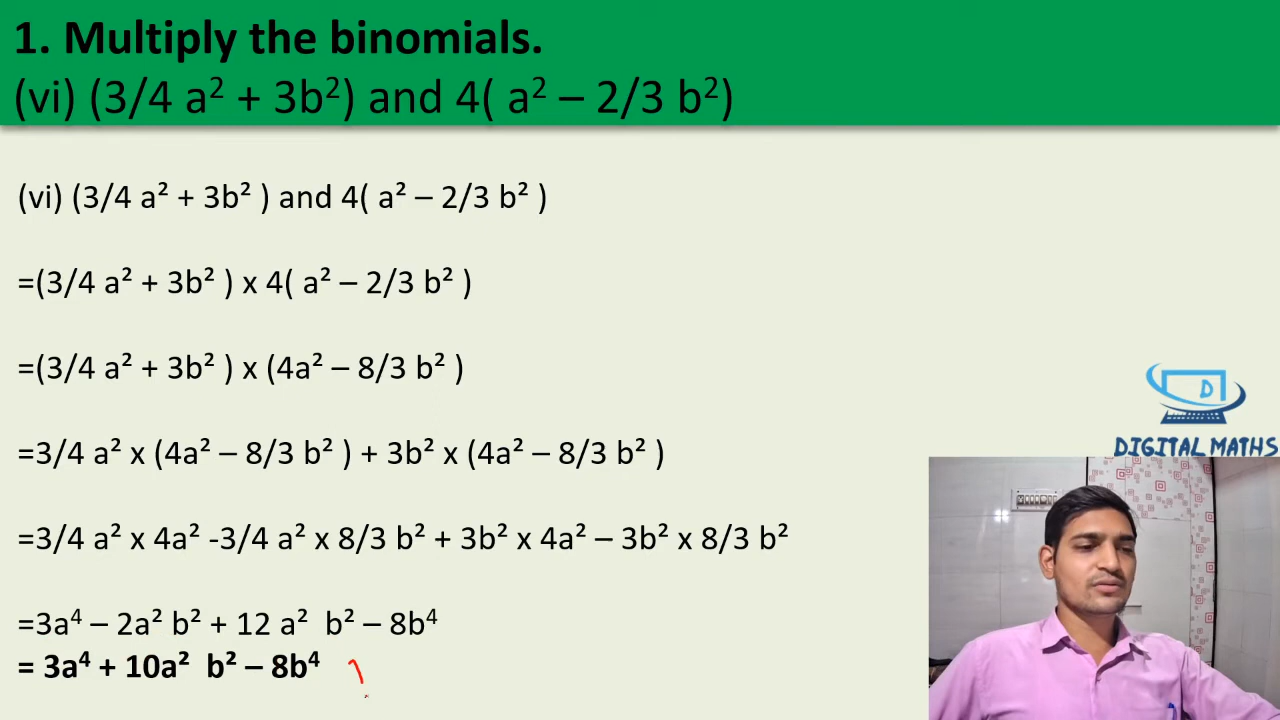 1. Multiply the binomials.
(vi) (3/4 a² + 3b²) and 4( a² – 2/3 b²)
(vi) (3/4 a² + 3b² ) and 4( a² – 2/3 b² )
=(3/4 a² + 3b² ) x 4( a² – 2/3 b² )
=(3/4 a² + 3b² ) x (4a² – 8/3 b² )
=3/4 a² x (4a² – 8/3 b² ) + 3b² x (4a² – 8/3 b² )
=3/4 a² x 4a² -3/4 a² x 8/3 b² + 3b² x 4a² – 3b² x 8/3 b²
=3a⁴ – 2a² b² + 12 a² b² – 8b⁴
= 3a⁴ + 10a² b² – 8b⁴
D
DIGITAL MATHS